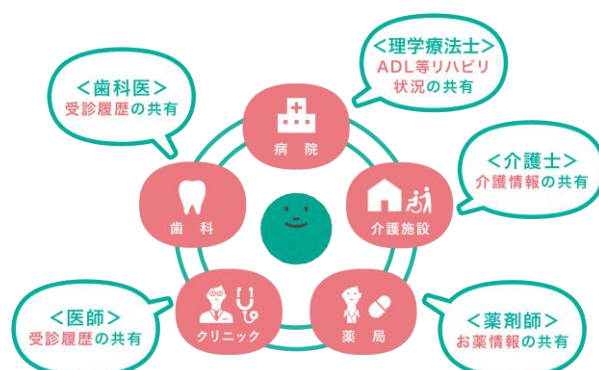 <理学療法士>
ADL等リハビリ
状況の共有
<歯科医>
受診履歴の共有
病院
<介護士>
介護情報の共有
歯科
介護施設
<医師>
受診履歴の共有
クリニック
薬局
<薬剤師>
お薬情報の共有